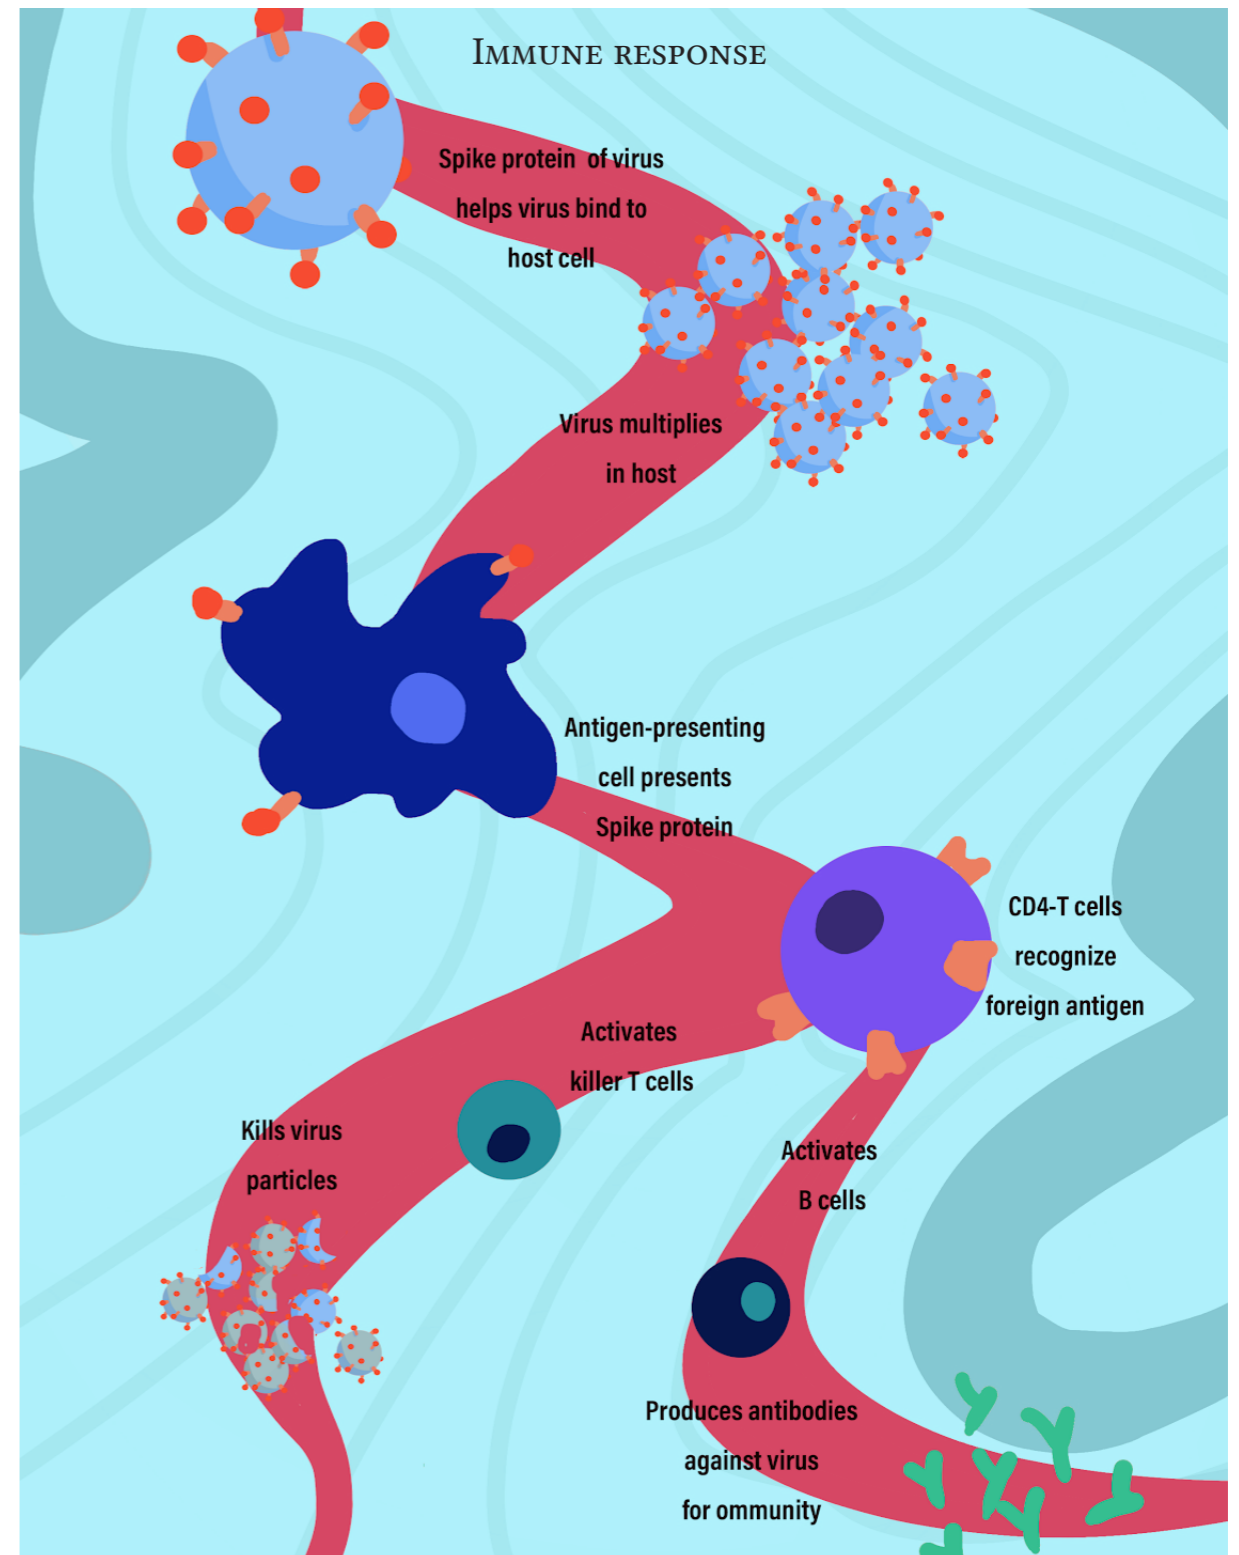 Immune response
Spike protein of virus
helps virus bind to
host cell
Virus multiplies
in host
Antigen-presenting
cell presents
Spike protein
CD4-T cells
recognize
foreign antigen
Activates
killer T cells
Kills virus
particles
Activates
B cells
Produces antibodies
against virus
for ommunity